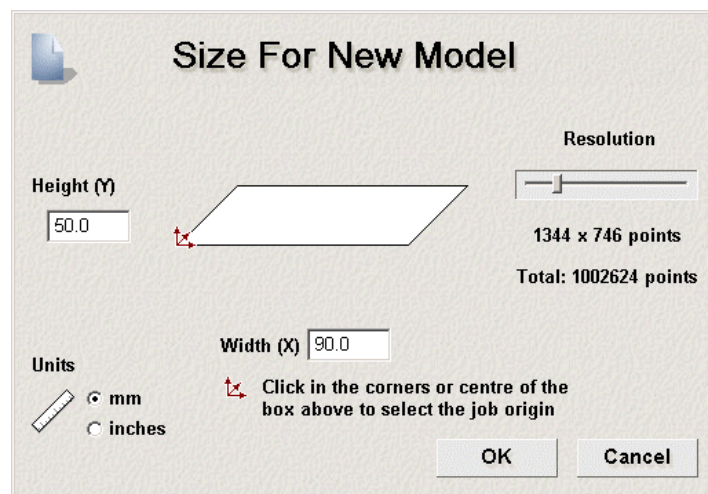 Size For New Model
Resolution
Height (Y)
50.0
1344 x 746 points
Total: 1002624 points
Width (X) 90.0
Units
mm
inches
Click in the corners or centre of the
box above to select the job origin
OK Cancel